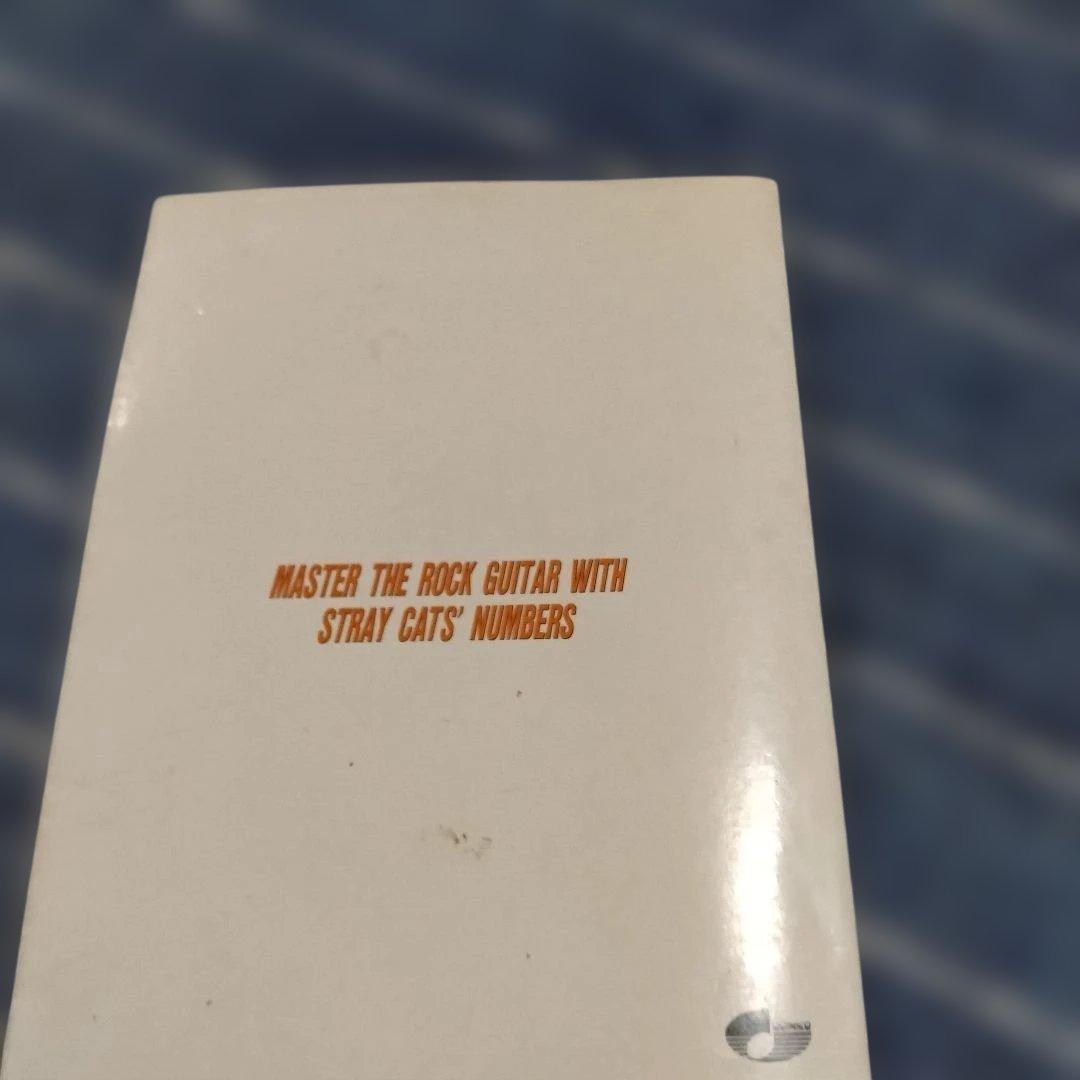 MASTER THE ROCK GUITAR WITH
STRAY CATS' NUMBERS